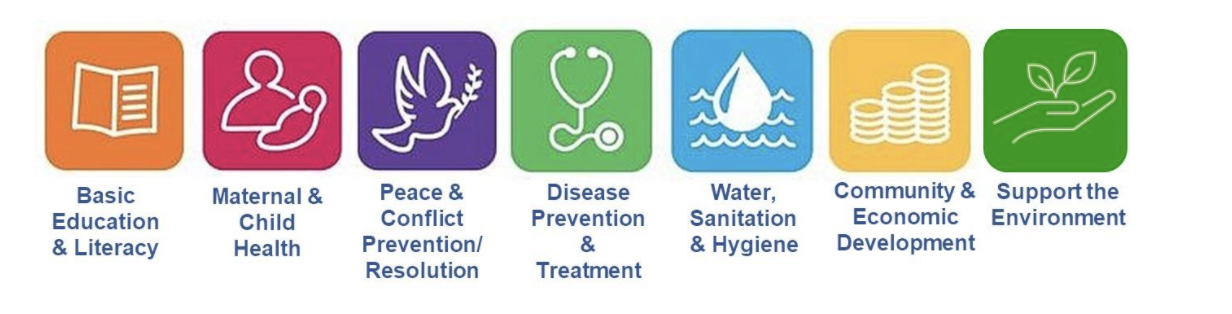 Basic
Education
& Literacy
Maternal &
Child
Health
Peace &
Conflict
Prevention/
Resolution
Disease
Prevention
&
Treatment
Water,
Sanitation
& Hygiene
Community &
Economic
Development
Support the
Environment